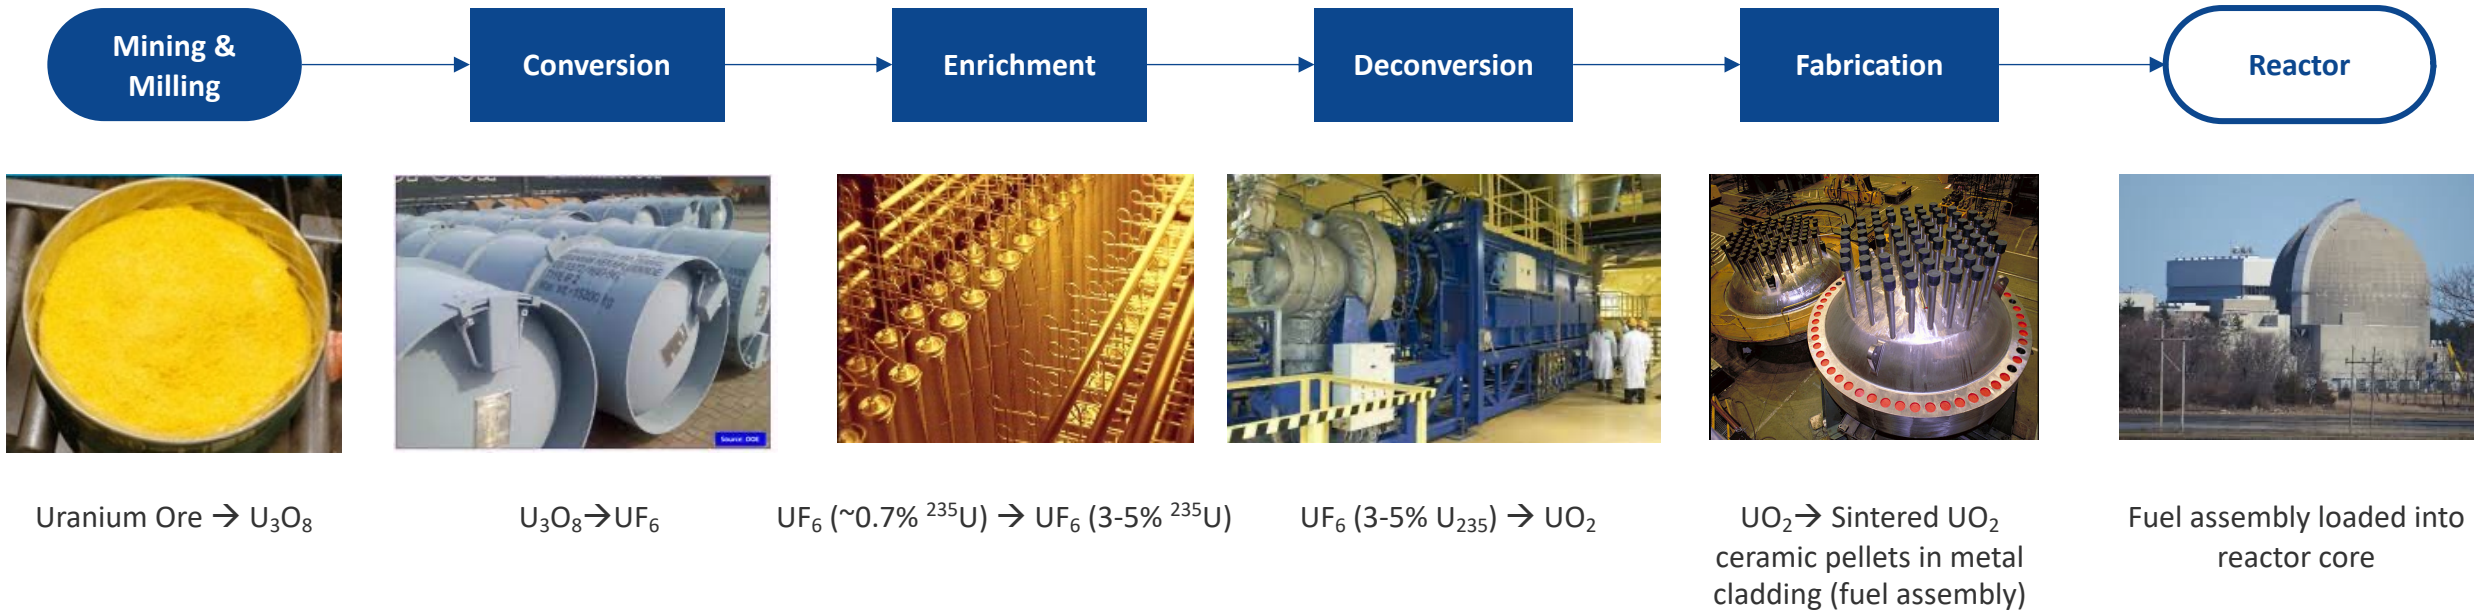 Mining &
Milling
Conversion
Enrichment
Deconversion
Fabrication
Reactor
Source: DOE
Uranium Ore → U₃O₈
U₃O₈→UF₆
UF₆ (~0.7% ²³⁵U) → UF₆ (3-5% ²³⁵U)
UF₆ (3-5% U₂₃₅) → UO₂
UO₂→ Sintered UO₂
ceramic pellets in metal
cladding (fuel assembly)
Fuel assembly loaded into
reactor core